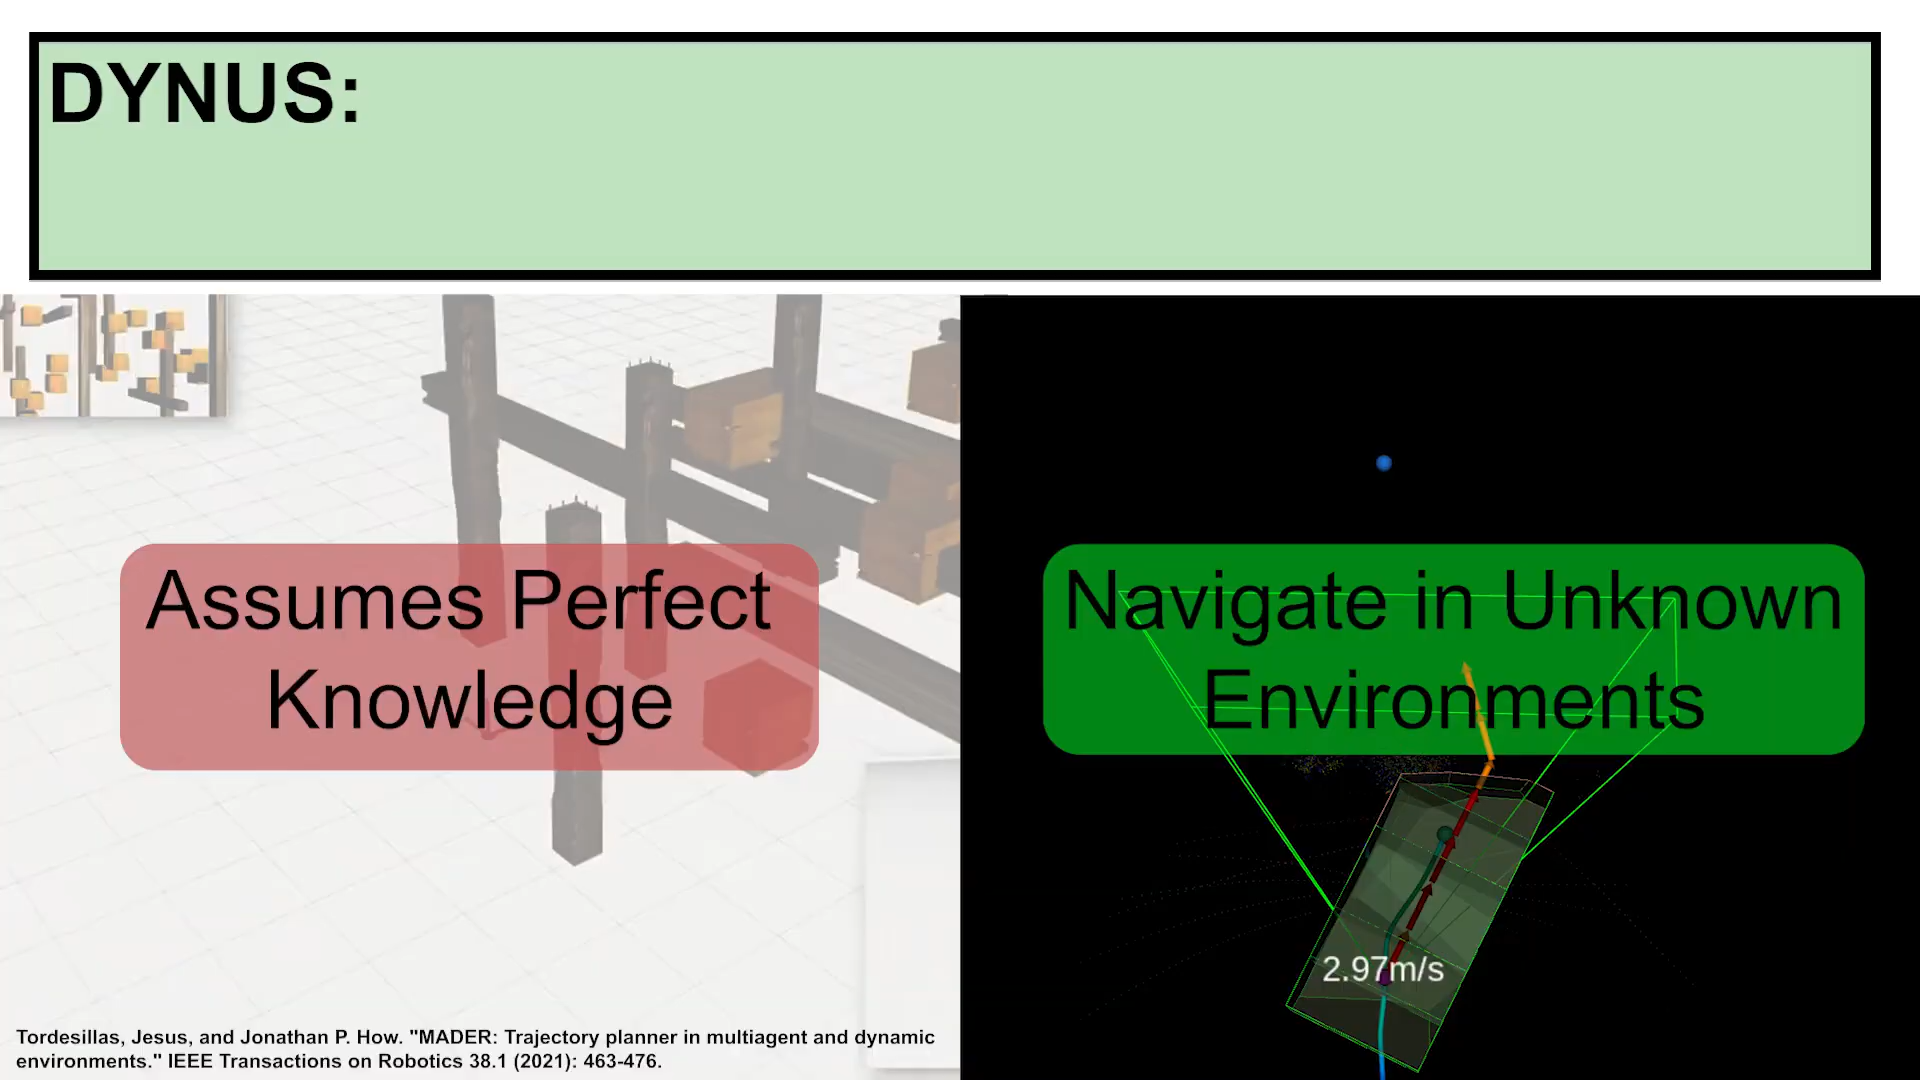 DYNUS:
Assumes Perfect
Knowledge
Navigate in Unknown
Environments
2.97m/s
Tordesillas, Jesus, and Jonathan P. How. "MADER: Trajectory planner in multiagent and dynamic
environments." IEEE Transactions on Robotics 38.1 (2021): 463-476.